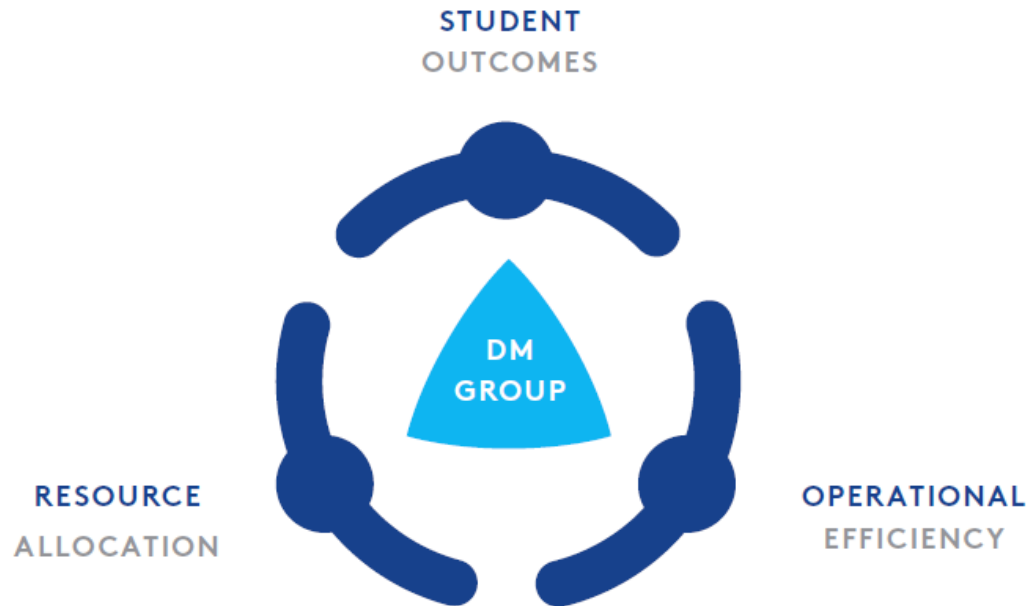 STUDENT
OUTCOMES
DM
GROUP
RESOURCE
ALLOCATION
OPERATIONAL
EFFICIENCY